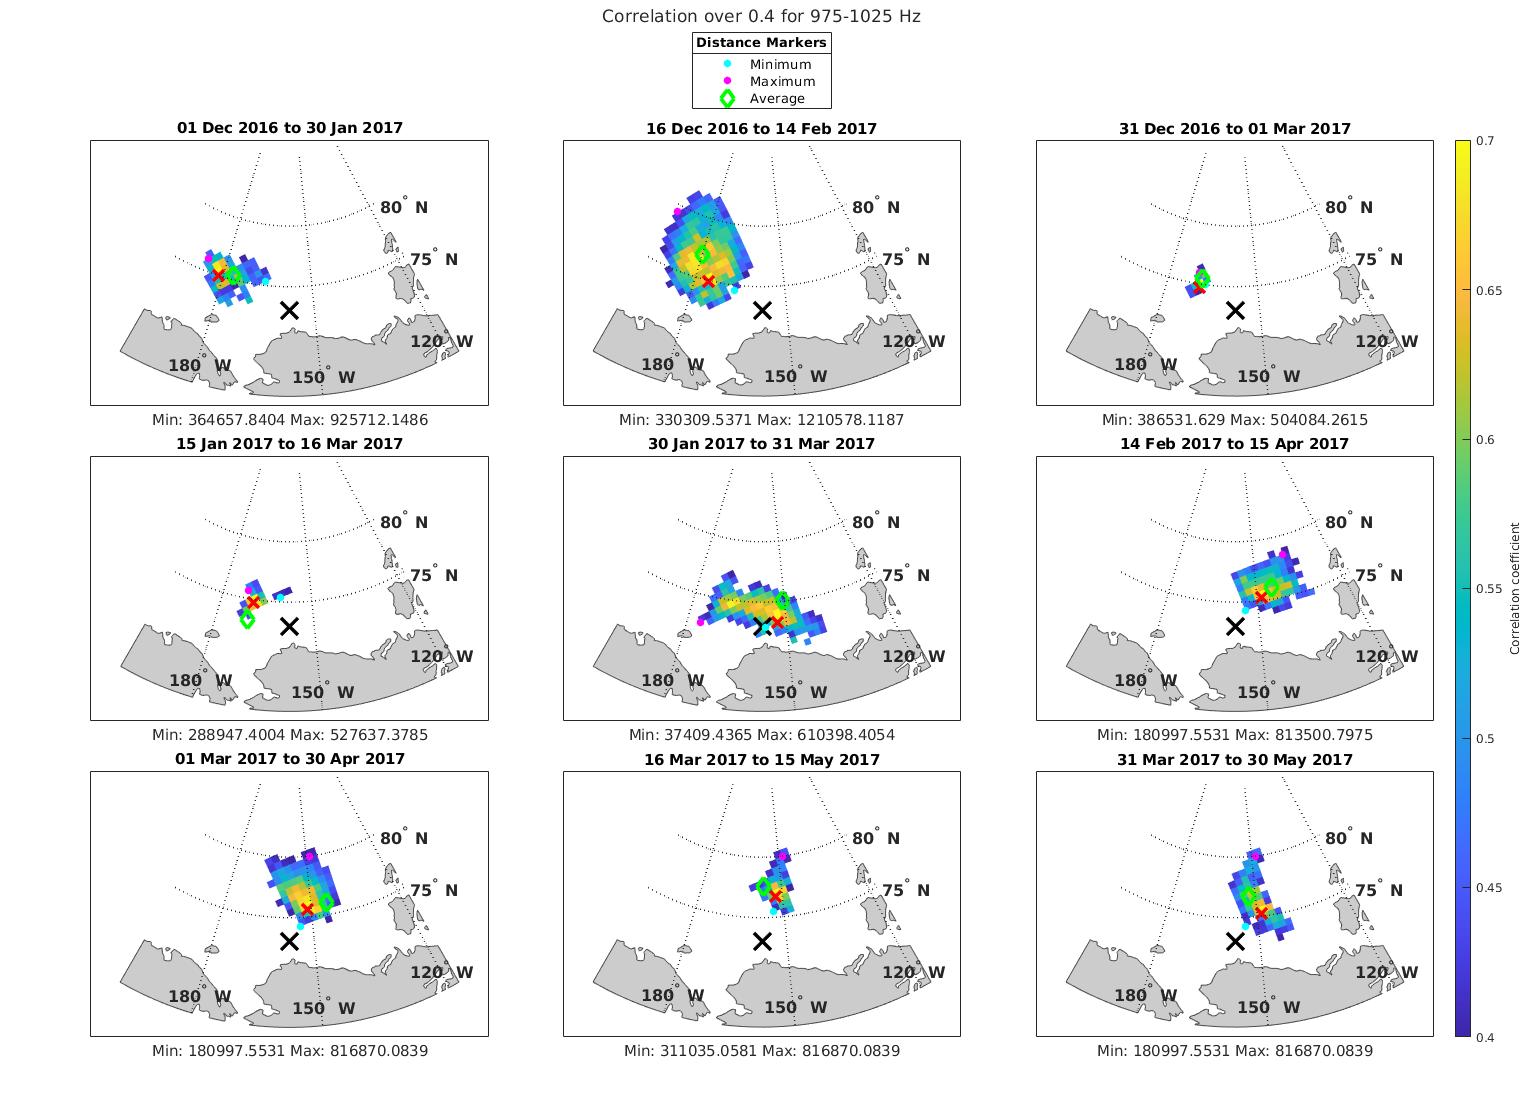 Correlation over 0.4 for 975-1025 Hz
Distance Markers
Minimum
Maximum
Average
01 Dec 2016 to 30 Jan 2017
80° N
75° N
120° W
180° W
150° W
Min: 364657.8404 Max: 925712.1486
16 Dec 2016 to 14 Feb 2017
80° N
75° N
120° W
180° W
150° W
Min: 330309.5371 Max: 1210578.1187
31 Dec 2016 to 01 Mar 2017
80° N
75° N
120° W
180° W
150° W
Min: 386531.629 Max: 504084.2615
15 Jan 2017 to 16 Mar 2017
80° N
75° N
120° W
180° W
150° W
Min: 288947.4004 Max: 527637.3785
30 Jan 2017 to 31 Mar 2017
80° N
75° N
120° W
180° W
150° W
Min: 37409.4365 Max: 610398.4054
14 Feb 2017 to 15 Apr 2017
80° N
75° N
120° W
180° W
150° W
Min: 180997.5531 Max: 813500.7975
01 Mar 2017 to 30 Apr 2017
80° N
75° N
120° W
180° W
150° W
Min: 180997.5531 Max: 816870.0839
16 Mar 2017 to 15 May 2017
80° N
75° N
120° W
180° W
150° W
Min: 311035.0581 Max: 816870.0839
31 Mar 2017 to 30 May 2017
80° N
75° N
120° W
180° W
150° W
Min: 180997.5531 Max: 816870.0839
0.7
0.65
0.6
0.55
0.5
0.45
0.4
Correlation coefficient